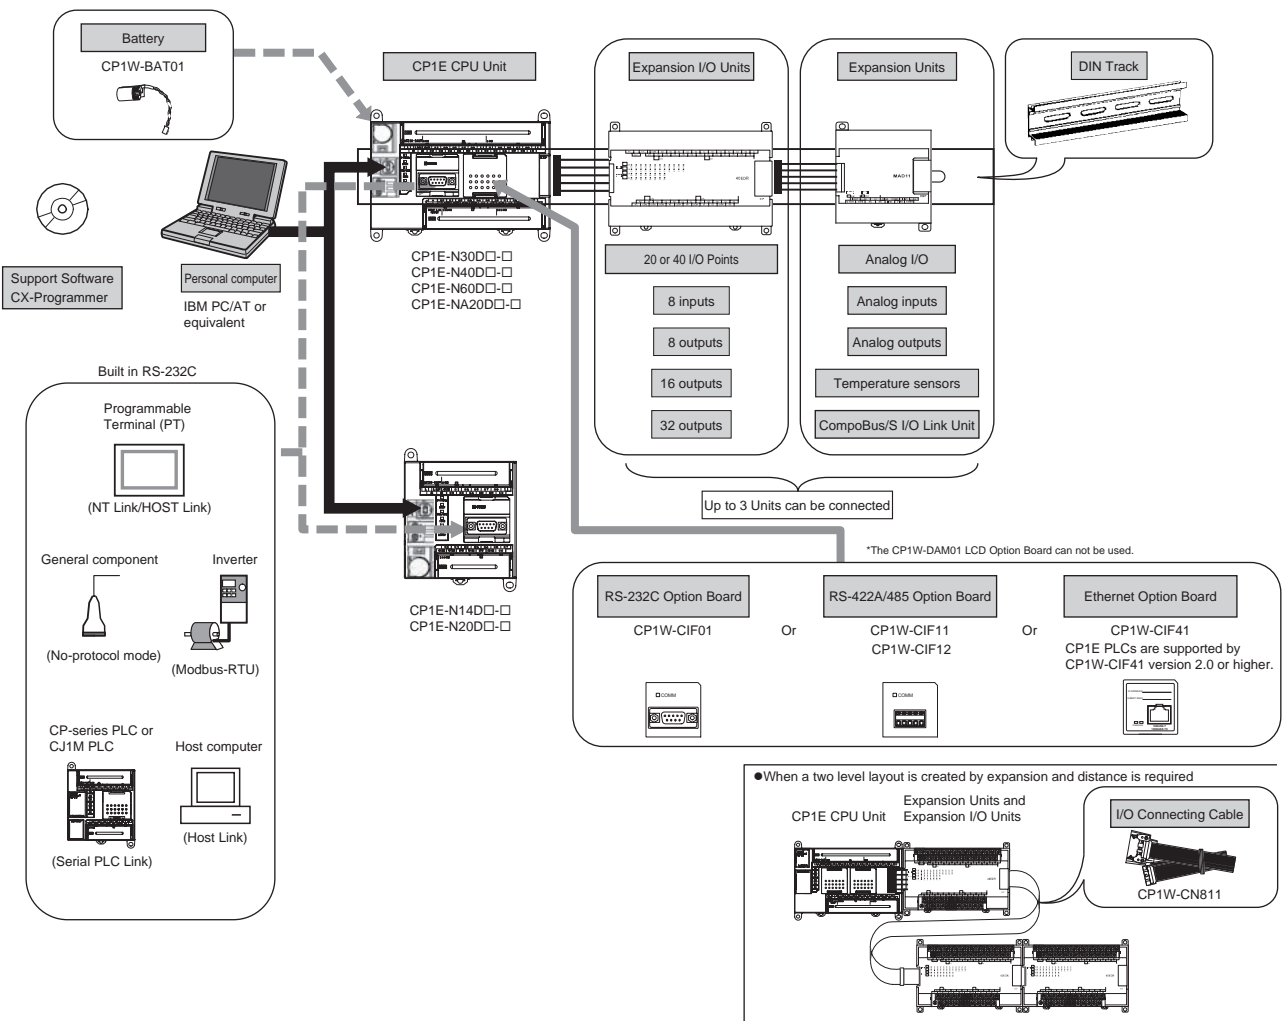 Battery
CP1W-BAT01
CP1E CPU Unit
Expansion I/O Units
Expansion Units
DIN Track
MAD11
CP1E-N30D□-□
CP1E-N40D□-□
CP1E-N60D□-□
CP1E-NA20D□-□
20 or 40 I/O Points
8 inputs
8 outputs
16 outputs
32 outputs
Analog I/O
Analog inputs
Analog outputs
Temperature sensors
CompoBus/S I/O Link Unit
Up to 3 Units can be connected
Support Software
CX-Programmer
Personal computer
IBM PC/AT or
equivalent
Built in RS-232C
Programmable
Terminal (PT)
(NT Link/HOST Link)
General component
(No-protocol mode)
Inverter
(Modbus-RTU)
CP-series PLC or
CJ1M PLC
(Serial PLC Link)
Host computer
(Host Link)
CP1E-N14D□-□
CP1E-N20D□-□
*The CP1W-DAM01 LCD Option Board can not be used.
RS-232C Option Board
CP1W-CIF01
COMM
Or
RS-422A/485 Option Board
CP1W-CIF11
CP1W-CIF12
COMM
Or
Ethernet Option Board
CP1W-CIF41
CP1E PLCs are supported by
CP1W-CIF41 version 2.0 or higher.
●When a two level layout is created by expansion and distance is required
CP1E CPU Unit
Expansion Units and
Expansion I/O Units
I/O Connecting Cable
CP1W-CN811